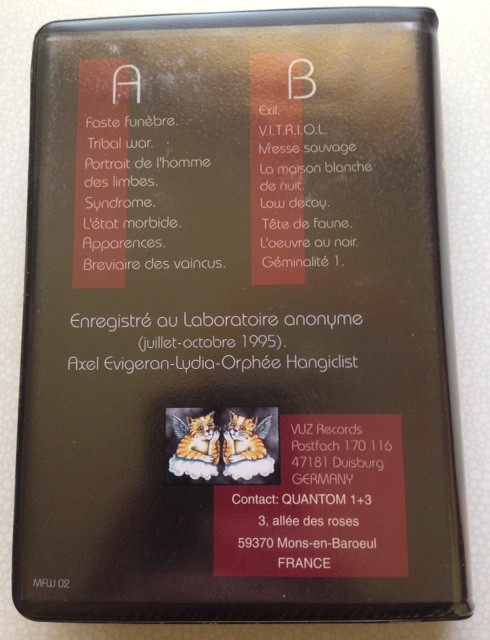 A
Faste funèbre.
Tribal war.
Portrait de l'homme
des limbes.
Syndrome.
L'état morbide.
Apparences.
Breviaire des vaincus.
B
Exil.
V.I.T.R.I.O.L.
Ivresse sauvage
La maison blanche
de nuit.
Low decay.
Tête de faune.
L'oeuvre au noir.
Géminalité 1.
Enregistré au Laboratoire anonyme
(juillet-octobre 1995).
Axel Evigeran-Lydia-Orphée Hangiclist
VUZ Records
Postfach 170 116
47181 Duisburg
GERMANY
Contact: QUANTOM 1+3
3, allée des roses
59370 Mons-en-Baroeul
FRANCE
MFW 02